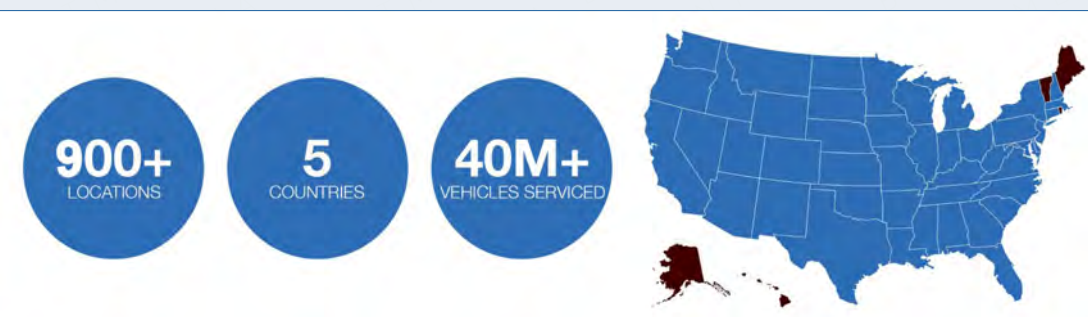 900+
LOCATIONS
5
COUNTRIES
40M+
VEHICLES SERVICED